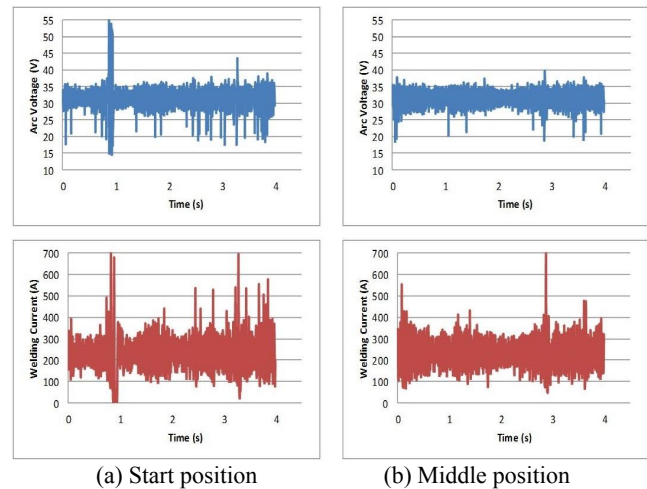 55
50
45
40
35
30
25
20
15
10
Arc Voltage (V)
0 1 2 3 4
Time (s)
55
50
45
40
35
30
25
20
15
10
Arc Voltage (V)
0 1 2 3 4
Time (s)
700
600
500
400
300
200
100
0
Welding Current (A)
0 1 2 3 4
Time (s)
700
600
500
400
300
200
100
0
Welding Current (A)
0 1 2 3 4
Time (s)
(a) Start position
(b) Middle position